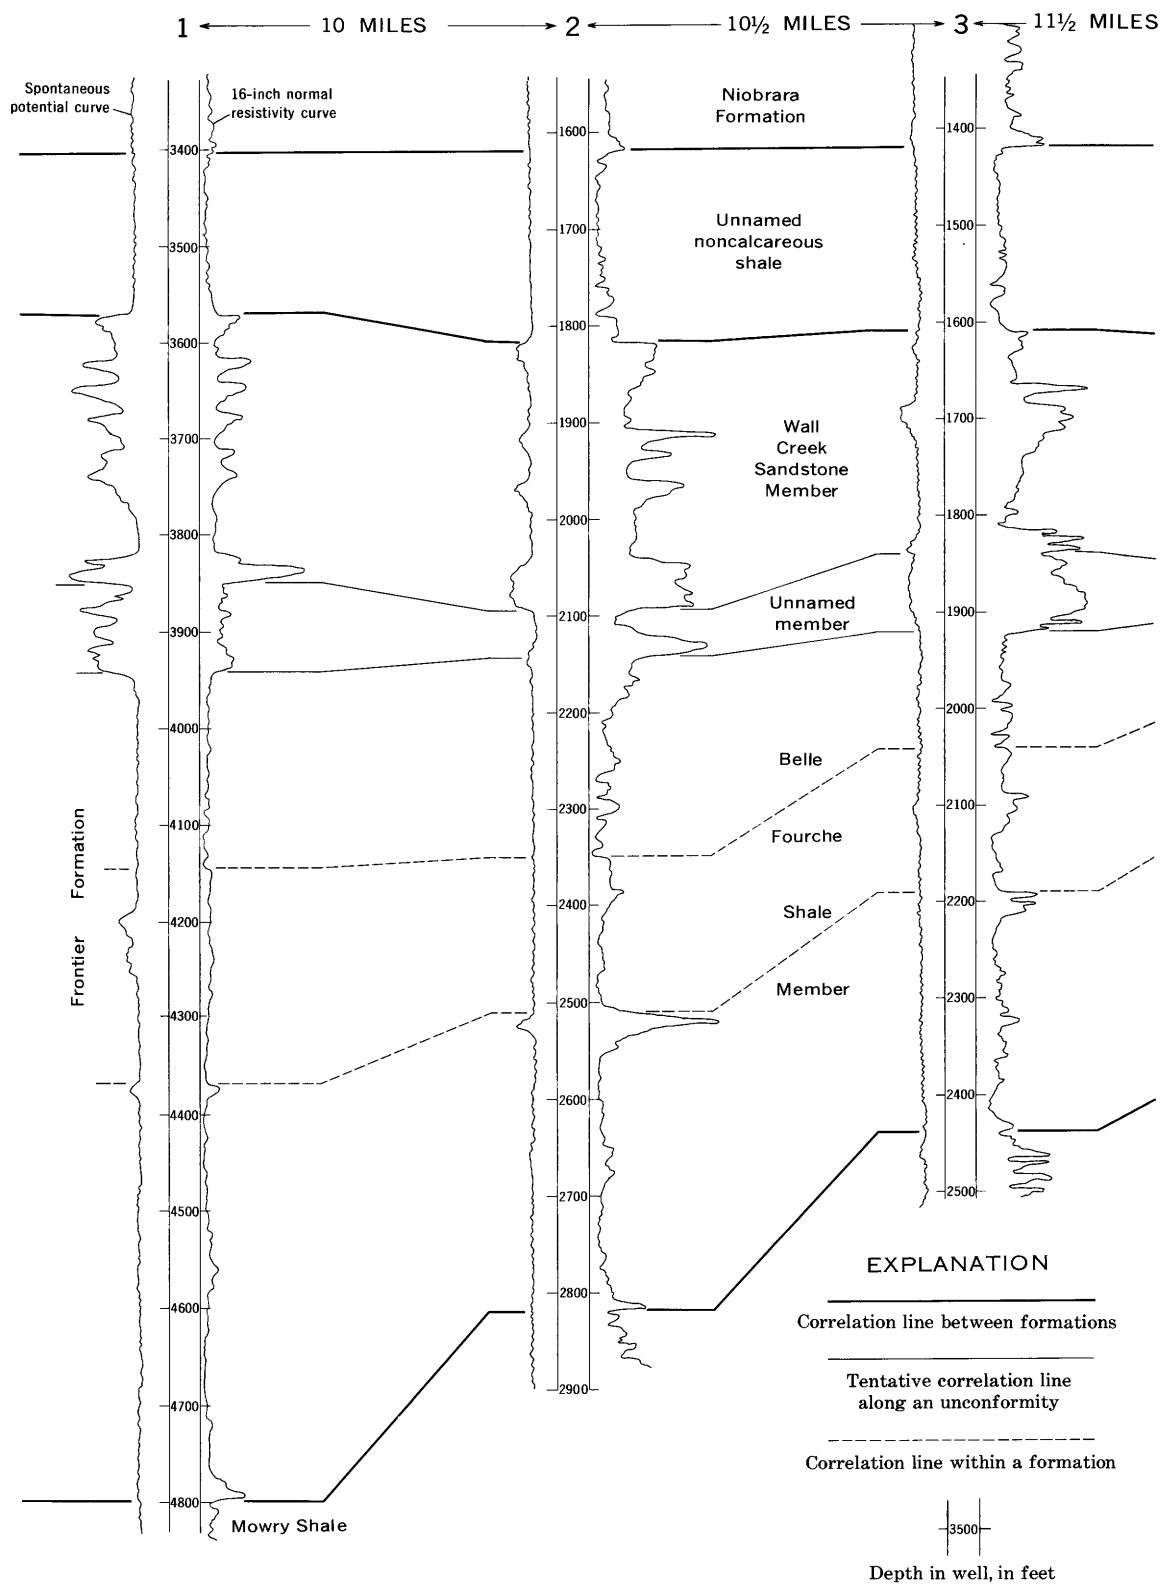 1 10 MILES 2 10½ MILES 3 11½ MILES
Spontaneous
potential curve
16-inch normal
resistivity curve
Niobrara
Formation
Unnamed
noncalcareous
shale
Wall
Creek
Sandstone
Member
Unnamed
member
Belle
Fourche
Shale
Member
Frontier Formation
Mowry Shale
3400
3500
3600
3700
3800
3900
4000
4100
4200
4300
4400
4500
4600
4700
4800
1600
1700
1800
1900
2000
2100
2200
2300
2400
2500
2600
2700
2800
2900
1400
1500
1600
1700
1800
1900
2000
2100
2200
2300
2400
2500
EXPLANATION
Correlation line between formations
Tentative correlation line
along an unconformity
Correlation line within a formation
3500
Depth in well, in feet